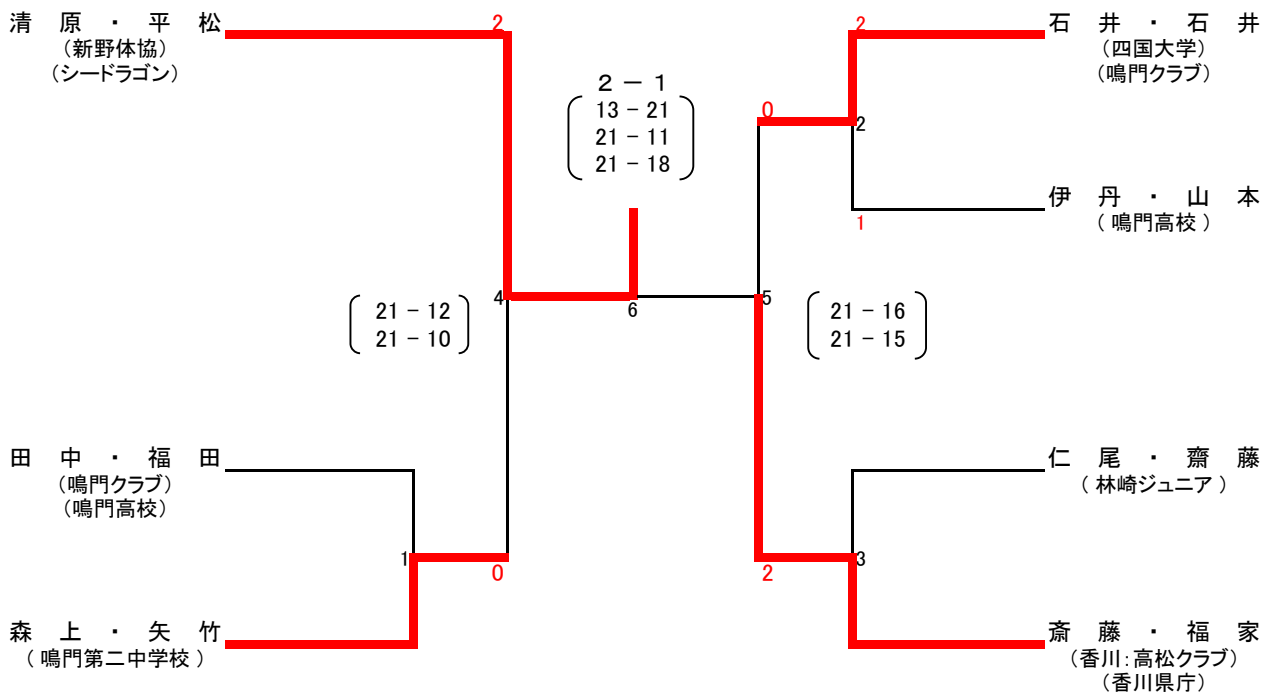 清原・平松
(新野体協)
(シードラゴン)
2
2 － 1
13 － 21
21 － 11
21 － 18
2
石井・石井
(四国大学)
(鳴門クラブ)
0
2
伊丹・山本
( 鳴門高校 )
1
21 － 12
21 － 10
4
6
5
21 － 16
21 － 15
田中・福田
(鳴門クラブ)
(鳴門高校)
仁尾・齋藤
( 林崎ジュニア )
1
0
2
3
森上・矢竹
( 鳴門第二中学校 )
斎藤・福家
(香川：高松クラブ)
(香川県庁)